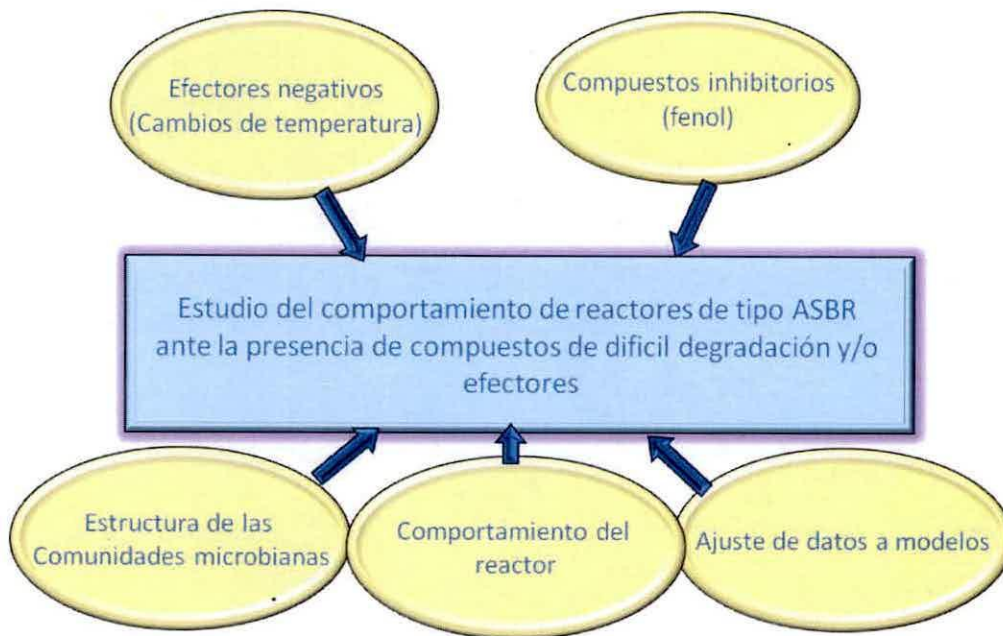 Efectores negativos
(Cambios de temperatura)
Compuestos inhibitorios
(fenol)
Estudio del comportamiento de reactores de tipo ASBR
ante la presencia de compuestos de dificil degradación y/o
efectores
Estructura de las
Comunidades microbianas
Comportamiento del
reactor
Ajuste de datos a modelos